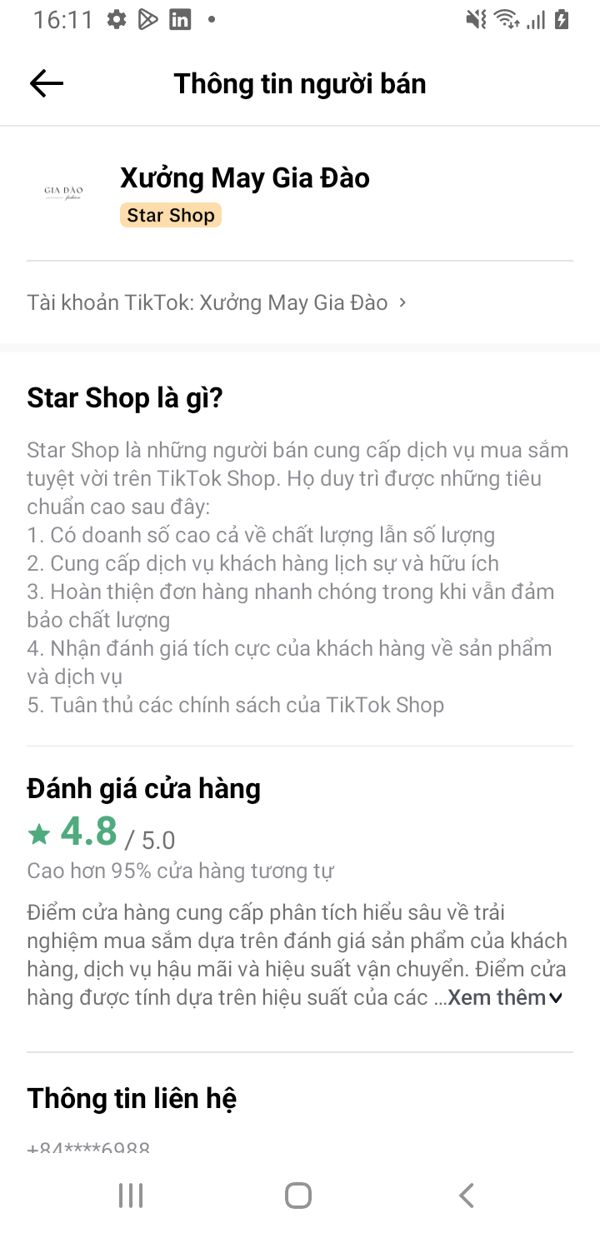 16:11
Thông tin người bán
GIA ĐÀO
Xưởng May Gia Đào
Star Shop
Tài khoản TikTok: Xưởng May Gia Đào
Star Shop là gì?
Star Shop là những người bán cung cấp dịch vụ mua sắm
tuyệt vời trên TikTok Shop. Họ duy trì được những tiêu
chuẩn cao sau đây:
1. Có doanh số cao cả về chất lượng lẫn số lượng
2. Cung cấp dịch vụ khách hàng lịch sự và hữu ích
3. Hoàn thiện đơn hàng nhanh chóng trong khi vẫn đảm
bảo chất lượng
4. Nhận đánh giá tích cực của khách hàng về sản phẩm
và dịch vụ
5. Tuân thủ các chính sách của TikTok Shop
Đánh giá cửa hàng
4.8 / 5.0
Cao hơn 95% cửa hàng tương tự
Điểm cửa hàng cung cấp phân tích hiểu sâu về trải
nghiệm mua sắm dựa trên đánh giá sản phẩm của khách
hàng, dịch vụ hậu mãi và hiệu suất vận chuyển. Điểm cửa
hàng được tính dựa trên hiệu suất của các ...Xem thêm
Thông tin liên hệ
+84****6988